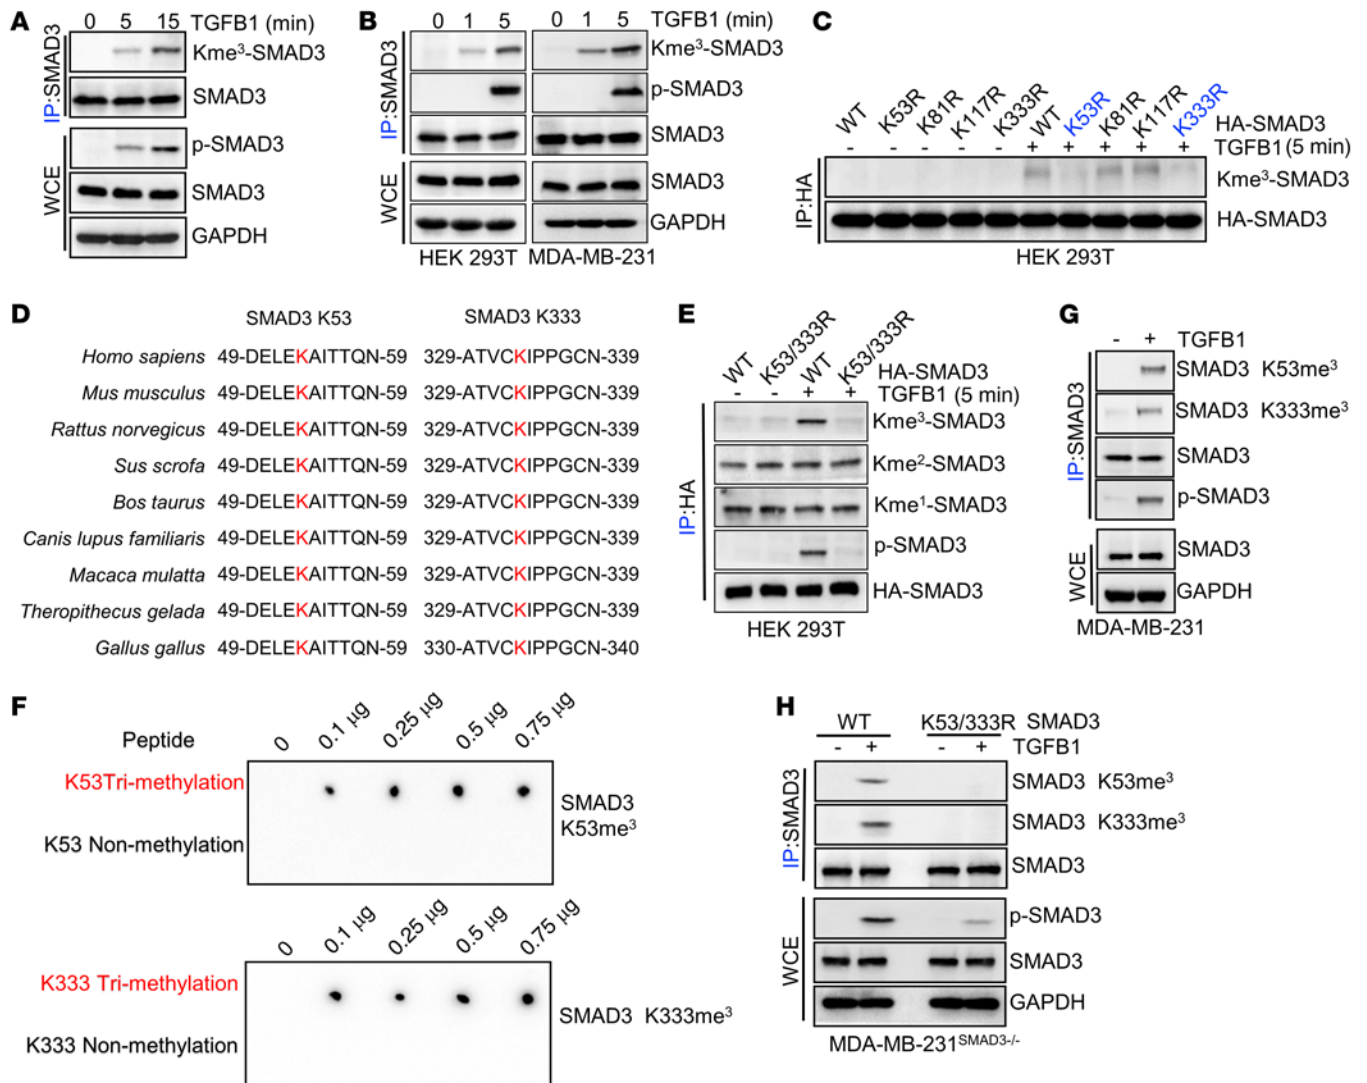 A
0 5 15 TGFB1 (min)
IP:SMAD3
Kme³-SMAD3
SMAD3
WCE
p-SMAD3
SMAD3
GAPDH
B
0 1 5 0 1 5 TGFB1 (min)
IP:SMAD3
Kme³-SMAD3
p-SMAD3
SMAD3
WCE
SMAD3
GAPDH
HEK 293T MDA-MB-231
C
WT K53R K81R K117R K333R WT K53R K81R K117R K333R HA-SMAD3
- - - - - + + + + + TGFB1 (5 min)
IP:HA
Kme³-SMAD3
HA-SMAD3
HEK 293T
D
SMAD3 K53 SMAD3 K333
Homo sapiens 49-DELEKAITTQN-59 329-ATVCKIPPGCN-339
Mus musculus 49-DELEKAITTQN-59 329-ATVCKIPPGCN-339
Rattus norvegicus 49-DELEKAITTQN-59 329-ATVCKIPPGCN-339
Sus scrofa 49-DELEKAITTQN-59 329-ATVCKIPPGCN-339
Bos taurus 49-DELEKAITTQN-59 329-ATVCKIPPGCN-339
Canis lupus familiaris 49-DELEKAITTQN-59 329-ATVCKIPPGCN-339
Macaca mulatta 49-DELEKAITTQN-59 329-ATVCKIPPGCN-339
Theropithecus gelada 49-DELEKAITTQN-59 329-ATVCKIPPGCN-339
Gallus gallus 49-DELEKAITTQN-59 330-ATVCKIPPGCN-340
E
WT K53/333R WT K53/333R HA-SMAD3
- - + + TGFB1 (5 min)
IP:HA
Kme³-SMAD3
Kme²-SMAD3
Kme¹-SMAD3
p-SMAD3
HA-SMAD3
HEK 293T
G
- + TGFB1
IP:SMAD3
SMAD3 K53me³
SMAD3 K333me³
SMAD3
p-SMAD3
WCE
SMAD3
GAPDH
MDA-MB-231
F
Peptide 0 0.1 µg 0.25 µg 0.5 µg 0.75 µg
K53Tri-methylation
K53 Non-methylation
SMAD3
K53me³
0 0.1 µg 0.25 µg 0.5 µg 0.75 µg
K333 Tri-methylation
K333 Non-methylation
SMAD3 K333me³
H
WT K53/333R SMAD3
- + - + TGFB1
IP:SMAD3
SMAD3 K53me³
SMAD3 K333me³
SMAD3
WCE
p-SMAD3
SMAD3
GAPDH
MDA-MB-231SMAD3-/-